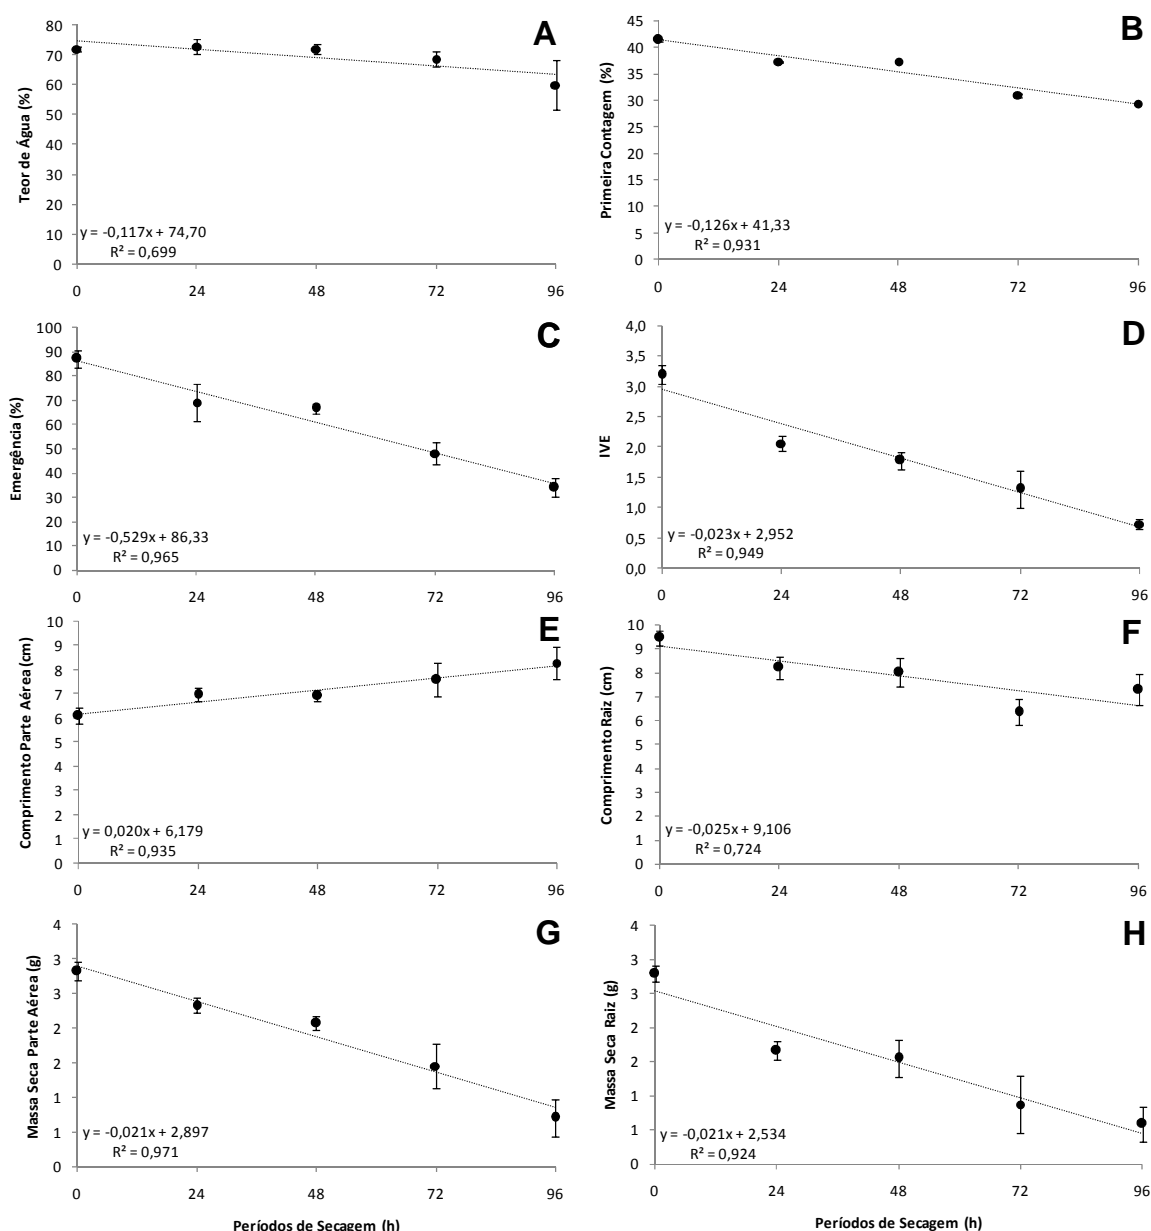 A
Teor de Água (%)
80
70
60
50
40
30
20
10
0
y = -0,117x + 74,70
R² = 0,699
0 24 48 72 96
B
Primeira Contagem (%)
45
40
35
30
25
20
15
10
5
0
y = -0,126x + 41,33
R² = 0,931
0 24 48 72 96
C
Emergência (%)
100
90
80
70
60
50
40
30
20
10
0
y = -0,529x + 86,33
R² = 0,965
0 24 48 72 96
D
IVE
4,0
3,5
3,0
2,5
2,0
1,5
1,0
0,5
0,0
y = -0,023x + 2,952
R² = 0,949
0 24 48 72 96
E
Comprimento Parte Aérea (cm)
10
9
8
7
6
5
4
3
2
1
0
y = 0,020x + 6,179
R² = 0,935
0 24 48 72 96
F
Comprimento Raiz (cm)
10
9
8
7
6
5
4
3
2
1
0
y = -0,025x + 9,106
R² = 0,724
0 24 48 72 96
G
Massa Seca Parte Aérea (g)
4
3
3
2
2
1
1
0
y = -0,021x + 2,897
R² = 0,971
0 24 48 72 96
Períodos de Secagem (h)
H
Massa Seca Raiz (g)
4
3
3
2
2
1
1
0
y = -0,021x + 2,534
R² = 0,924
0 24 48 72 96
Períodos de Secagem (h)